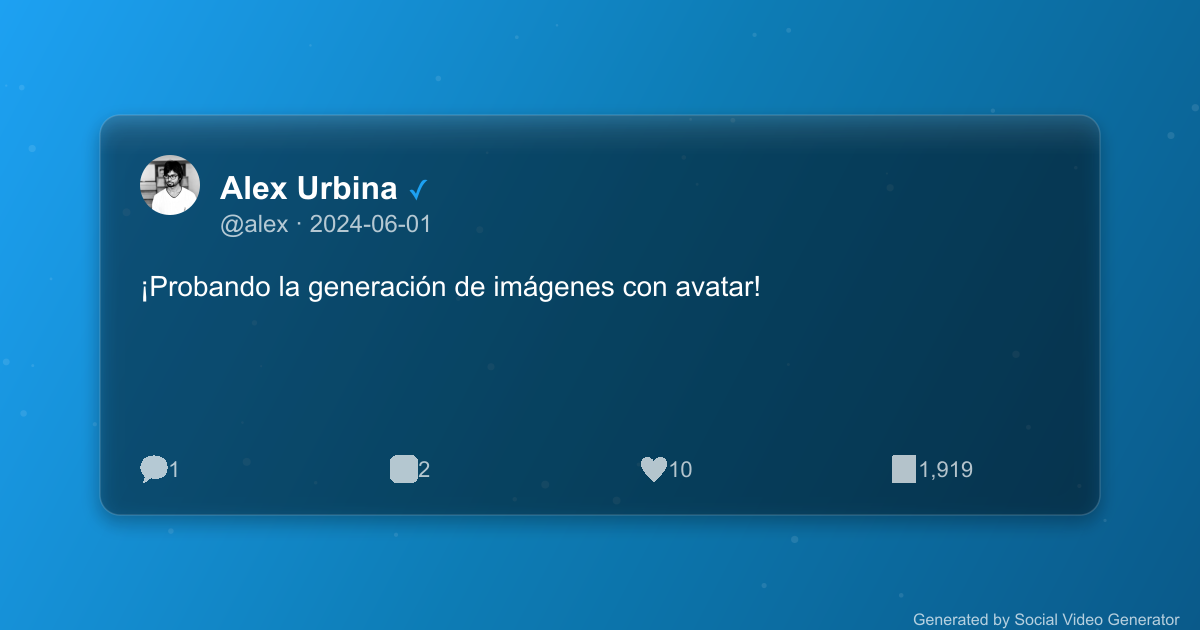 Alex Urbina ✓
@alex · 2024-06-01
¡Probando la generación de imágenes con avatar!
1 2 10 1,919
Generated by Social Video Generator